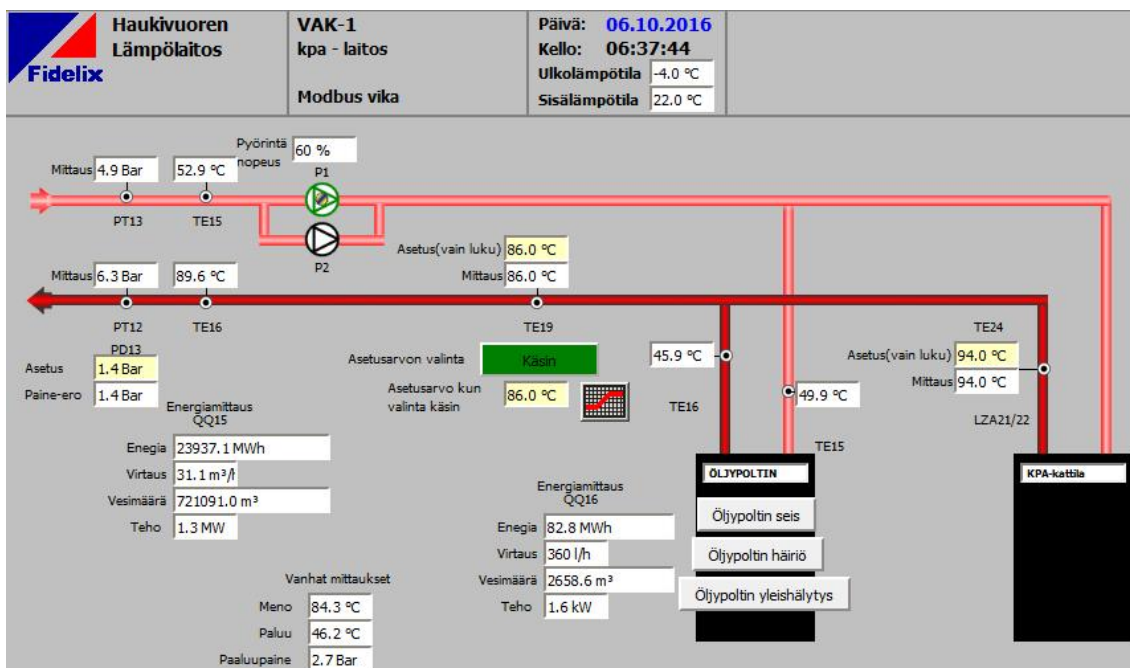 Fidelix
Haukivuoren
Lämpölaitos
VAK-1
kpa - laitos
Modbus vika
Päivä: 06.10.2016
Kello: 06:37:44
Ulkolämpötila -4.0 °C
Sisälämpötila 22.0 °C
Pyörintä
nopeus 60 %
Mittaus 4.9 Bar 52.9 °C
P1
PT13 TE15
P2
Asetus(vain luku) 86.0 °C
Mittaus 6.3 Bar 89.6 °C
Mittaus 86.0 °C
PT12 TE16
TE19
TE24
PD13
Asetus 1.4 Bar
Paine-ero 1.4 Bar
Asetusarvon valinta Käsin
Asetusarvo kun
valinta käsin 86.0 °C
45.9 °C
TE16
Asetus(vain luku) 94.0 °C
Mittaus 94.0 °C
49.9 °C
LZA21/22
TE15
Energiamittaus
QQ15
Enegia 23937.1 MWh
Virtaus 31.1 m³/h
Vesimäärä 721091.0 m³
Teho 1.3 MW
Energiamittaus
QQ16
Enegia 82.8 MWh
Virtaus 360 l/h
Vesimäärä 2658.6 m³
Teho 1.6 kW
ÖLJYPOLTIN
Öljypoltin seis
Öljypoltin häiriö
Öljypoltin yleishälytys
KPA-kattila
Vanhat mittaukset
Meno 84.3 °C
Paluu 46.2 °C
Paaluupaine 2.7 Bar